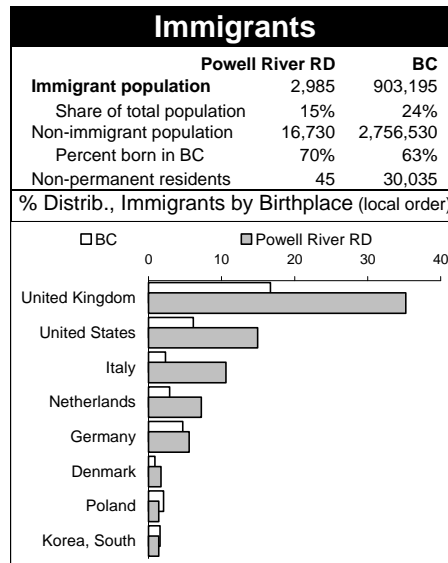 Immigrants
Powell River RD BC
Immigrant population 2,985 903,195
Share of total population 15% 24%
Non-immigrant population 16,730 2,756,530
Percent born in BC 70% 63%
Non-permanent residents 45 30,035
% Distrib., Immigrants by Birthplace (local order)
BC Powell River RD
0 10 20 30 40
United Kingdom
United States
Italy
Netherlands
Germany
Denmark
Poland
Korea, South